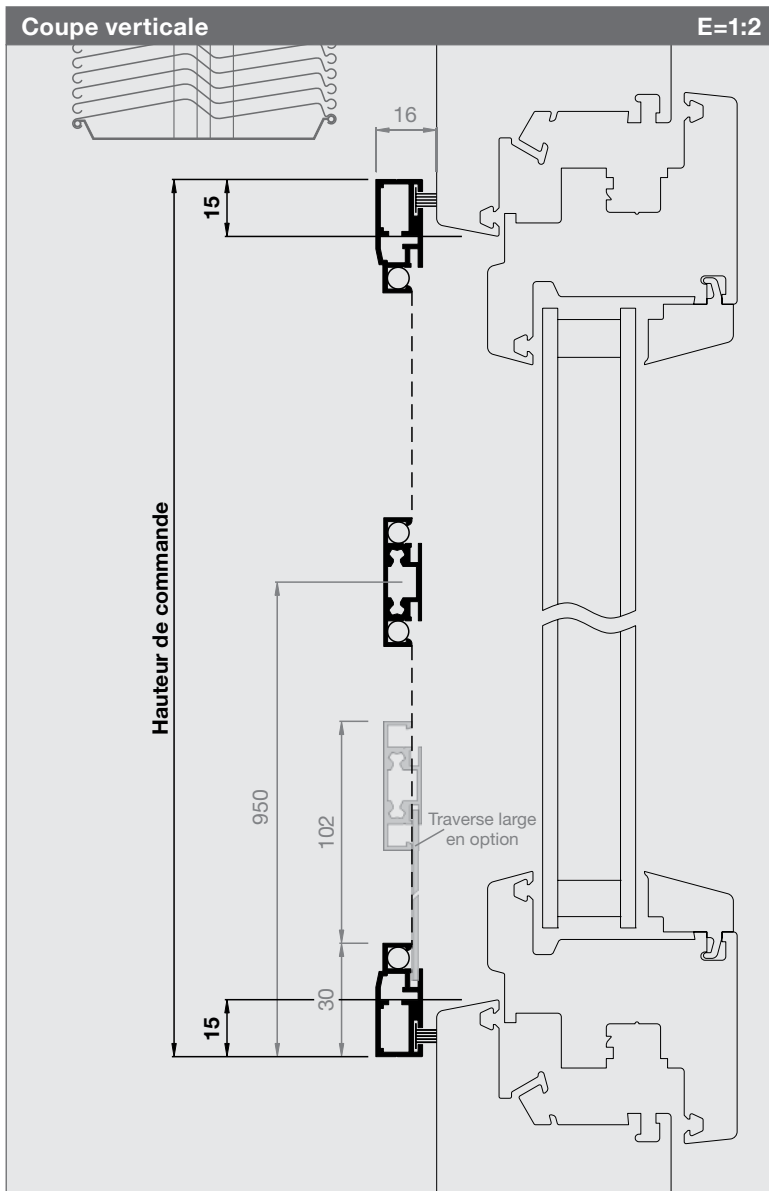 Coupe verticale
E=1:2
16
15
Hauteur de commande
950
102
Traverse large
en option
30
15